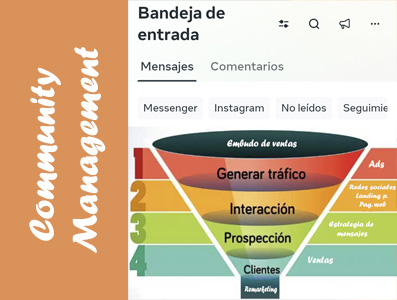 Community
Management
Bandeja de
entrada
Mensajes
Comentarios
Messenger
Instagram
No leídos
Seguimie
Embudo de ventas
1
Generar tráfico
Ads
2
Interacción
Redes sociales
Landing p.
Pag. web
3
Prospección
Estrategia de
mensajes
4
Clientes
Ventas
Remarketing